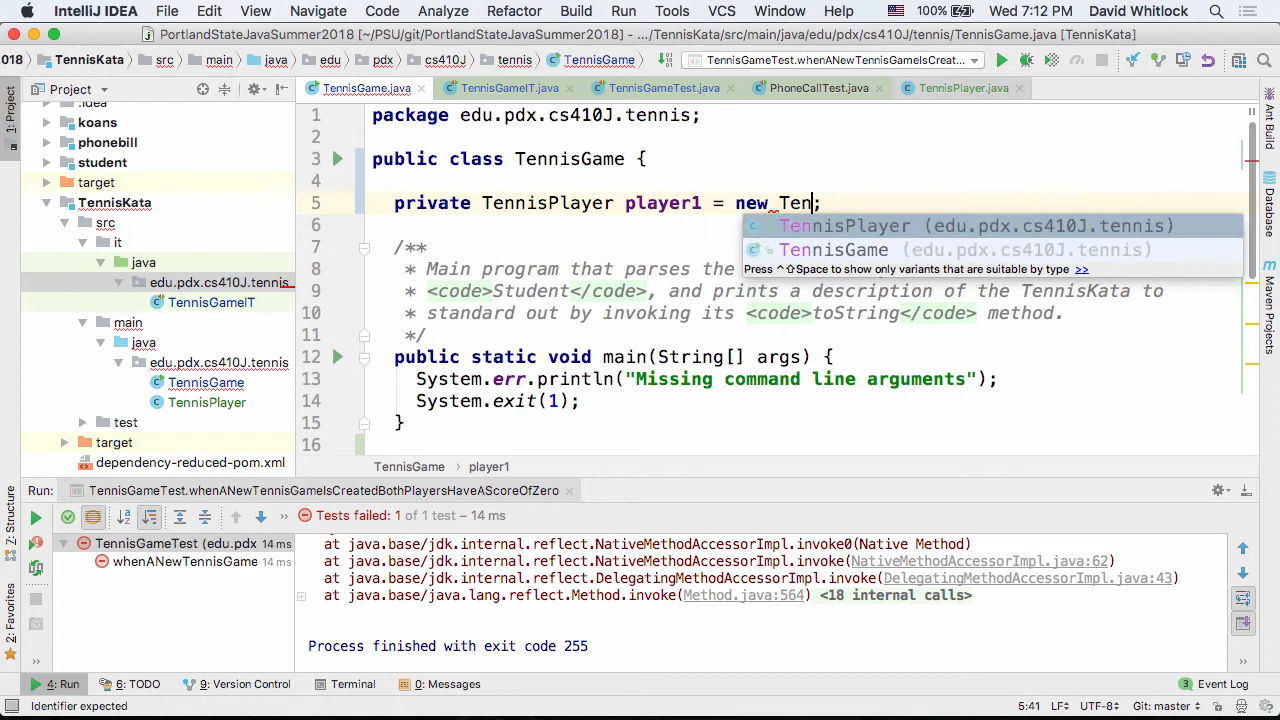 IntelliJ IDEA File Edit View Navigate Code Analyze Refactor Build Run Tools VCS Window Help 100% Wed 7:12 PM David Whitlock
PortlandStateJavaSummer2018 [~/PSU/git/PortlandStateJavaSummer2018] - .../TennisKata/src/main/java/edu/pdx/cs410J/tennis/TennisGame.java [TennisKata]
018 TennisKata src main java edu pdx cs410J tennis TennisGame TennisGameTest.whenANewTennisGameIsCreat...
Project TennisGame.java TennisGameIT.java TennisGameTest.java PhoneCallTest.java TennisPlayer.java
.idea
koans
phonebill
student
target
TennisKata
src
it
java
edu.pdx.cs410J.tennis
TennisGameIT
main
java
edu.pdx.cs410J.tennis
TennisGame
TennisPlayer
test
target
dependency-reduced-pom.xml
1: Project
7: Structure
2: Favorites
1 package edu.pdx.cs410J.tennis;
2
3 public class TennisGame {
4
5 private TennisPlayer player1 = new Ten;
6
TennisPlayer (edu.pdx.cs410J.tennis)
TennisGame (edu.pdx.cs410J.tennis)
Press ^⇧Space to show only variants that are suitable by type >>
7 /**
8 * Main program that parses the
9 * <code>Student</code>, and prints a description of the TennisKata to
10 * standard out by invoking its <code>toString</code> method.
11 */
12 public static void main(String[] args) {
13 System.err.println("Missing command line arguments");
14 System.exit(1);
15 }
16
TennisGame player1
Ant Build
Database
Maven Projects
Run: TennisGameTest.whenANewTennisGameIsCreatedBothPlayersHaveAScoreOfZero
Tests failed: 1 of 1 test – 14 ms
TennisGameTest (edu.pdx 14 ms
whenANewTennisGame 14 ms
at java.base/jdk.internal.reflect.NativeMethodAccessorImpl.invoke0(Native Method)
at java.base/jdk.internal.reflect.NativeMethodAccessorImpl.invoke(NativeMethodAccessorImpl.java:62)
at java.base/jdk.internal.reflect.DelegatingMethodAccessorImpl.invoke(DelegatingMethodAccessorImpl.java:43)
at java.base/java.lang.reflect.Method.invoke(Method.java:564) <18 internal calls>
Process finished with exit code 255
4: Run 6: TODO 9: Version Control Terminal 0: Messages 3 Event Log
Identifier expected 5:41 LF÷ UTF-8÷ Git: master÷